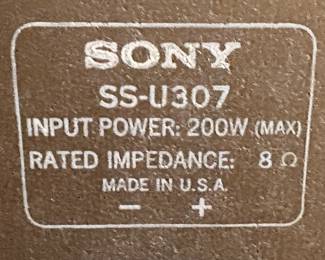 SONY
SS-U307
INPUT POWER: 200W (MAX)
RATED IMPEDANCE: 8 Ω
MADE IN U.S.A.
− +